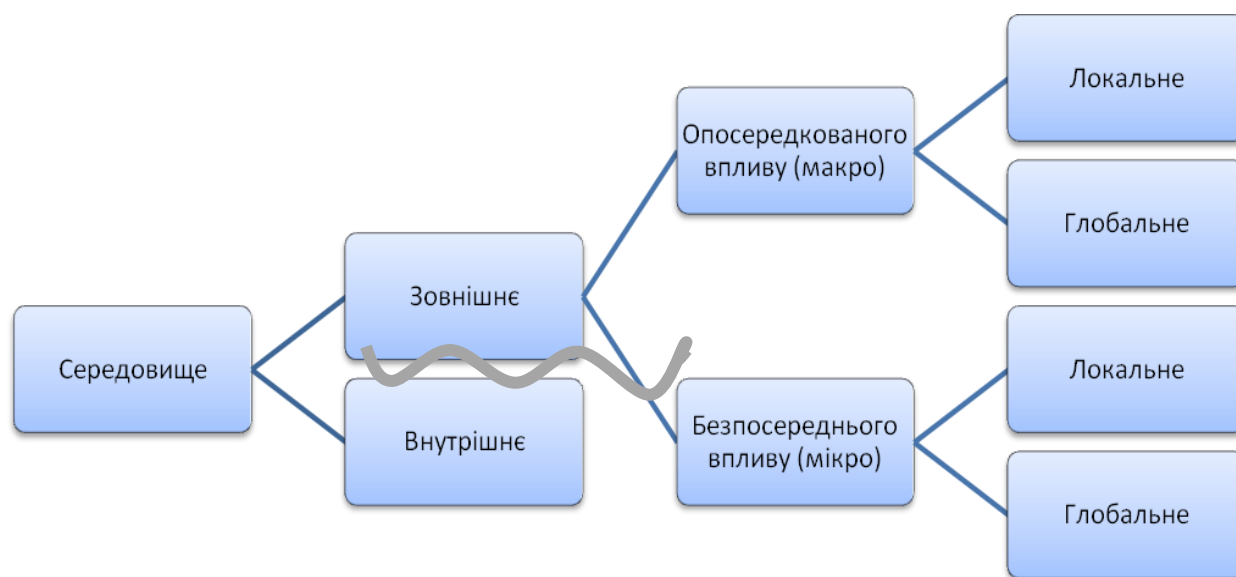 Середовище
Зовнішнє
Внутрішнє
Опосередкованого
впливу (макро)
Безпосереднього
впливу (мікро)
Локальне
Глобальне
Локальне
Глобальне